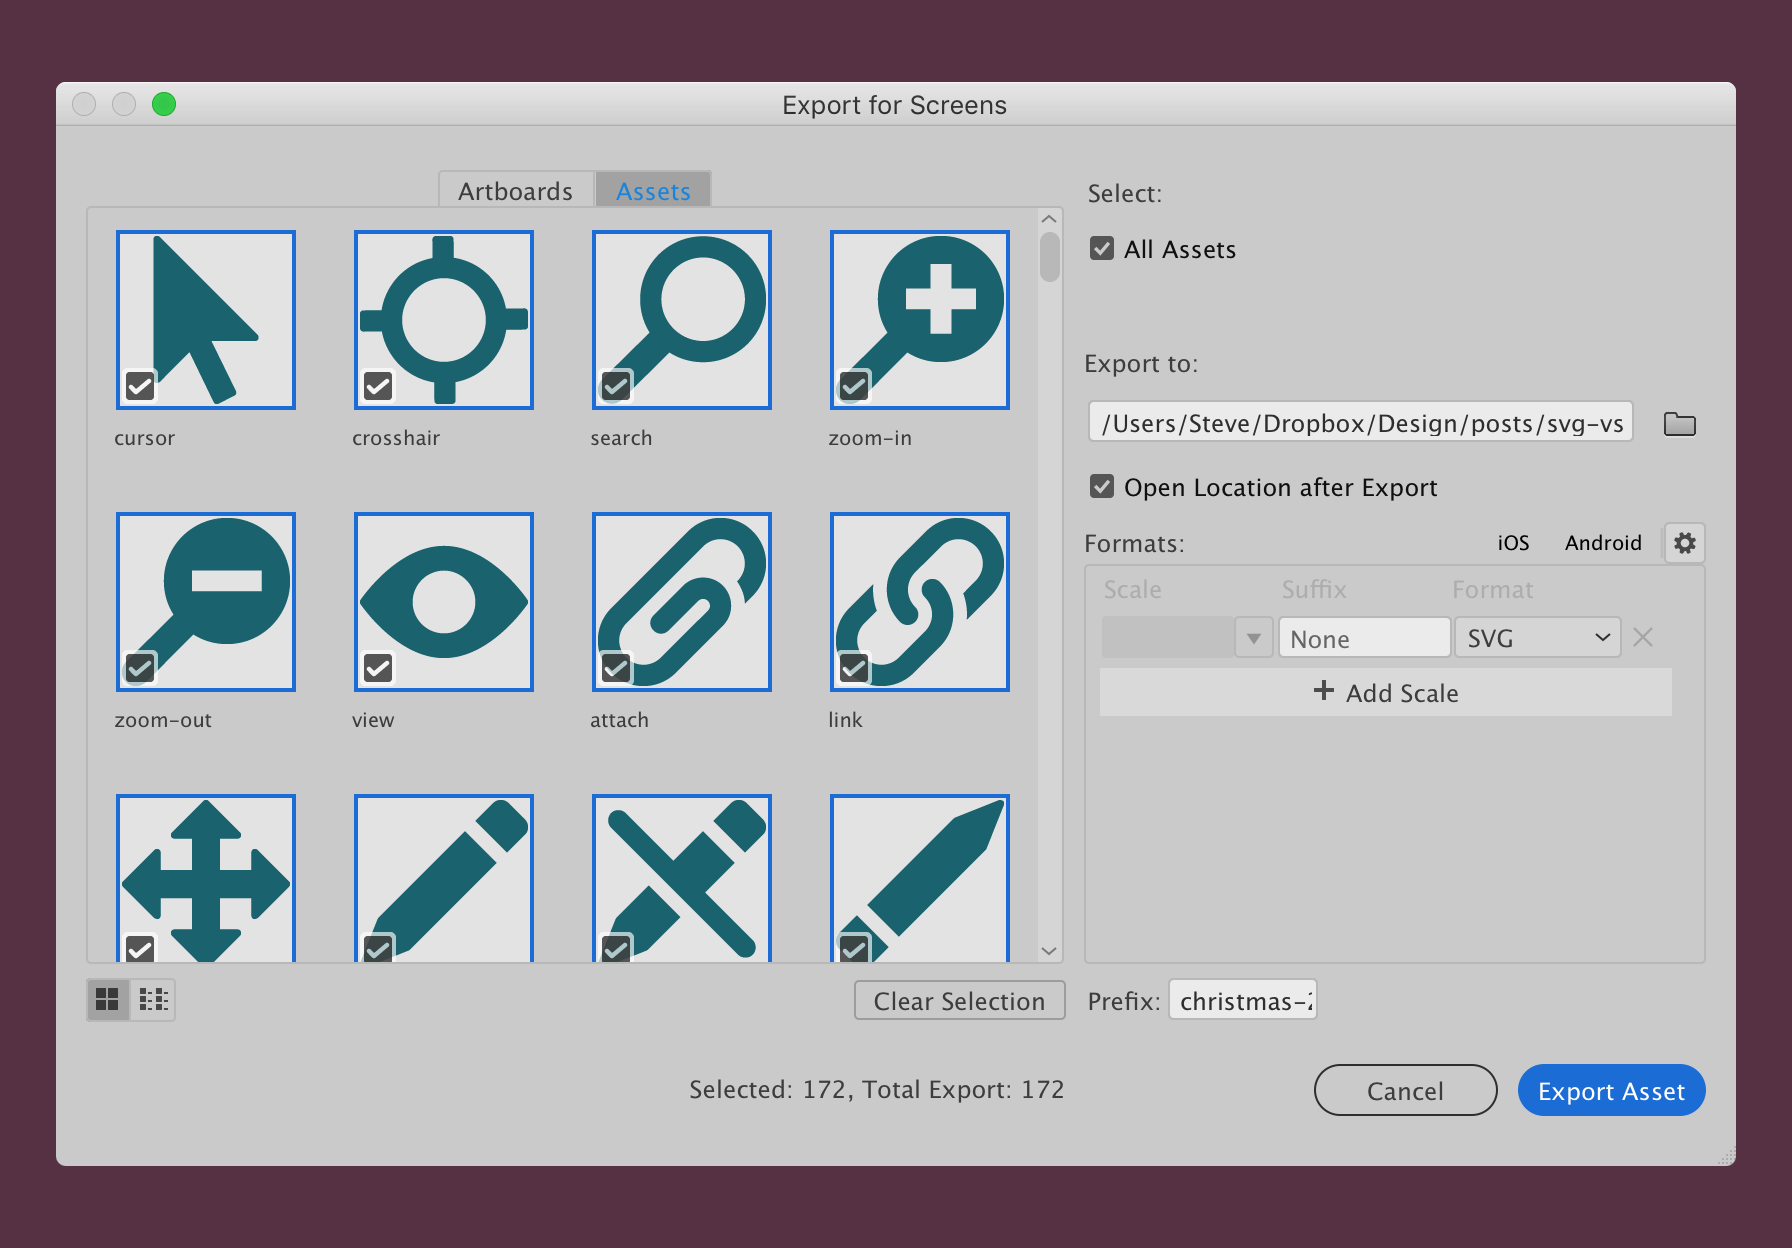 Export for Screens
Artboards
Assets
cursor
crosshair
search
zoom-in
zoom-out
view
attach
link
Clear Selection
Selected: 172, Total Export: 172
Select:
All Assets
Export to:
/Users/Steve/Dropbox/Design/posts/svg-vs
Open Location after Export
Formats:
iOS
Android
Scale
Suffix
Format
None
SVG
+ Add Scale
Prefix:
christmas-
Cancel
Export Asset